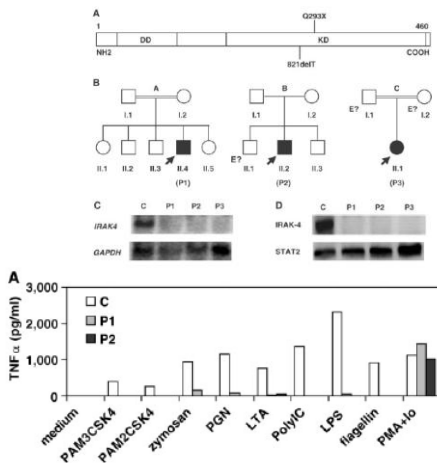 A
Q293X
1 460
DD KD
NH2 COOH
821delT
B
A B C
I.1 I.2 I.1 I.2 E? I.1 E? I.2
E?
II.1 II.2 II.3 II.4 II.5 II.1 II.2 II.3 II.1
(P1) (P2) (P3)
C C P1 P2 P3 D C P1 P2 P3
IRAK4 IRAK-4
GAPDH STAT2
A
TNFα (pg/ml)
3,000
2,000
1,000
0
C
P1
P2
medium PAM3CSK4 PAM2CSK4 zymosan PGN LTA PolyIC LPS flagellin PMA+Io